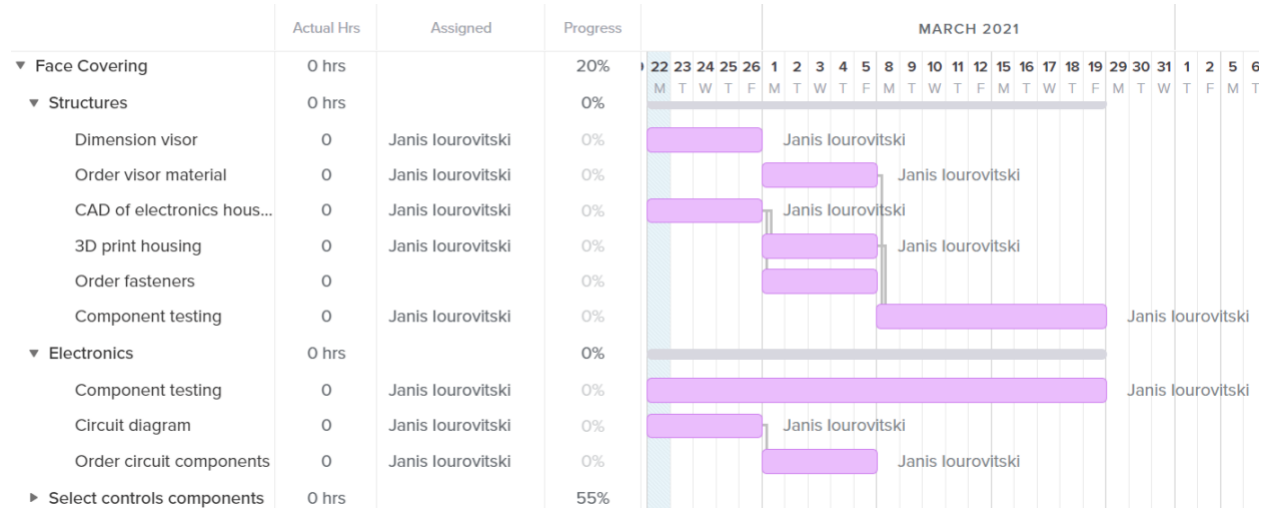 Actual Hrs Assigned Progress MARCH 2021
Face Covering 0 hrs 20% 22 23 24 25 26 1 2 3 4 5 8 9 10 11 12 15 16 17 18 19 29 30 31 1 2 5 6
M T W T F M T W T F M T W T F M T W T F M T W T F M T
Structures 0 hrs 0%
Dimension visor 0 Janis Iourovitski 0% Janis Iourovitski
Order visor material 0 Janis Iourovitski 0% Janis Iourovitski
CAD of electronics hous... 0 Janis Iourovitski 0% Janis Iourovitski
3D print housing 0 Janis Iourovitski 0% Janis Iourovitski
Order fasteners 0 0%
Component testing 0 Janis Iourovitski 0% Janis Iourovitski
Electronics 0 hrs 0%
Component testing 0 Janis Iourovitski 0% Janis Iourovitski
Circuit diagram 0 Janis Iourovitski 0% Janis Iourovitski
Order circuit components 0 Janis Iourovitski 0% Janis Iourovitski
Select controls components 0 hrs 55%